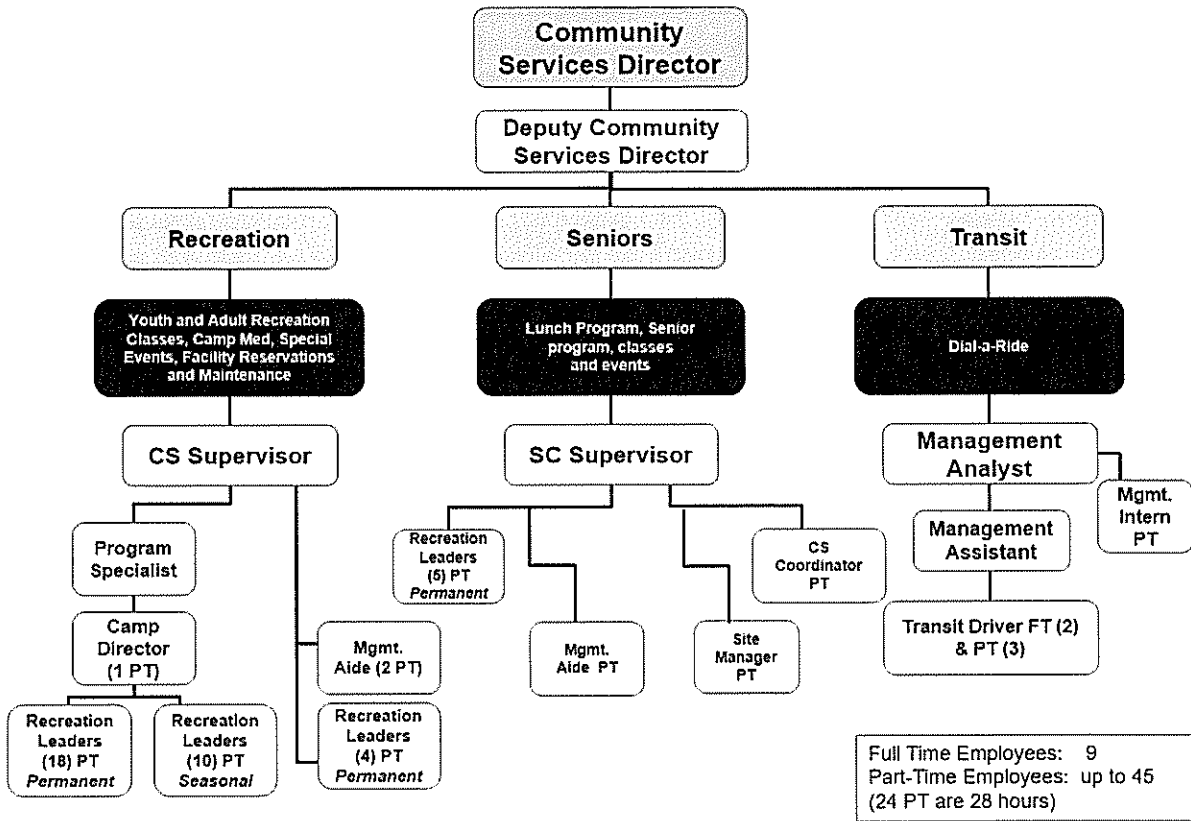 Community
Services Director
Deputy Community
Services Director
Recreation
Seniors
Transit
Youth and Adult Recreation
Classes, Camp Med, Special
Events, Facility Reservations
and Maintenance
Lunch Program, Senior
program, classes
and events
Dial-a-Ride
CS Supervisor
SC Supervisor
Management
Analyst
Mgmt.
Intern
PT
Program
Specialist
Recreation
Leaders
(5) PT
Permanent
CS
Coordinator
PT
Management
Assistant
Camp
Director
(1 PT)
Mgmt.
Aide (2 PT)
Mgmt.
Aide PT
Site
Manager
PT
Transit Driver FT (2)
& PT (3)
Recreation
Leaders
(18) PT
Permanent
Recreation
Leaders
(10) PT
Seasonal
Recreation
Leaders
(4) PT
Permanent
Full Time Employees: 9
Part-Time Employees: up to 45
(24 PT are 28 hours)